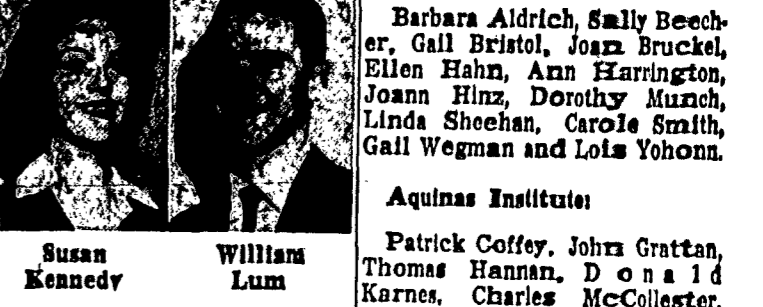 Susan
Kennedy
William
Lum
Barbara Aldrich, Sally Beech-
er, Gail Bristol, Joan Bruckel,
Ellen Hahn, Ann Harrington,
Joann Hinz, Dorothy Munch,
Linda Sheehan, Carole Smith,
Gail Wegman and Lois Yohonn.
Aquinas Institute:
Patrick Coffey, John Grattan,
Thomas Hannan, Donald
Karnes, Charles McCollester,